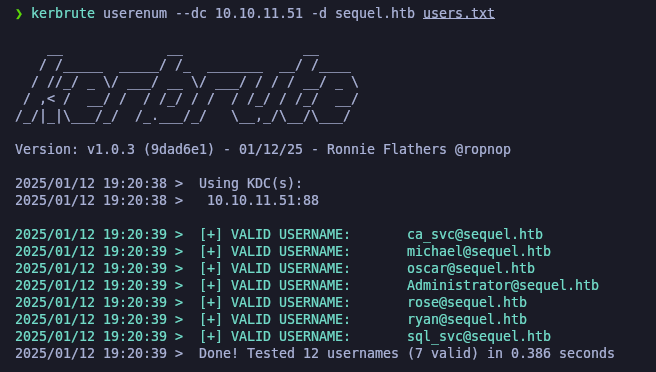 ❯ kerbrute userenum --dc 10.10.11.51 -d sequel.htb users.txt
    __             __               __
   / /_____  _____/ /_  _______  __/ /____
  / //_/ _ \/ ___/ __ \/ ___/ / / / __/ _ \
 / ,< /  __/ /  / /_/ / /  / /_/ / /_/  __/
/_/|_|\___/_/  /_.___/_/   \__,_/\__/\___/
Version: v1.0.3 (9dad6e1) - 01/12/25 - Ronnie Flathers @ropnop
2025/01/12 19:20:38 >  Using KDC(s):
2025/01/12 19:20:38 >   10.10.11.51:88
2025/01/12 19:20:39 >  [+] VALID USERNAME:       ca_svc@sequel.htb
2025/01/12 19:20:39 >  [+] VALID USERNAME:       michael@sequel.htb
2025/01/12 19:20:39 >  [+] VALID USERNAME:       oscar@sequel.htb
2025/01/12 19:20:39 >  [+] VALID USERNAME:       Administrator@sequel.htb
2025/01/12 19:20:39 >  [+] VALID USERNAME:       rose@sequel.htb
2025/01/12 19:20:39 >  [+] VALID USERNAME:       ryan@sequel.htb
2025/01/12 19:20:39 >  [+] VALID USERNAME:       sql_svc@sequel.htb
2025/01/12 19:20:39 >  Done! Tested 12 usernames (7 valid) in 0.386 seconds